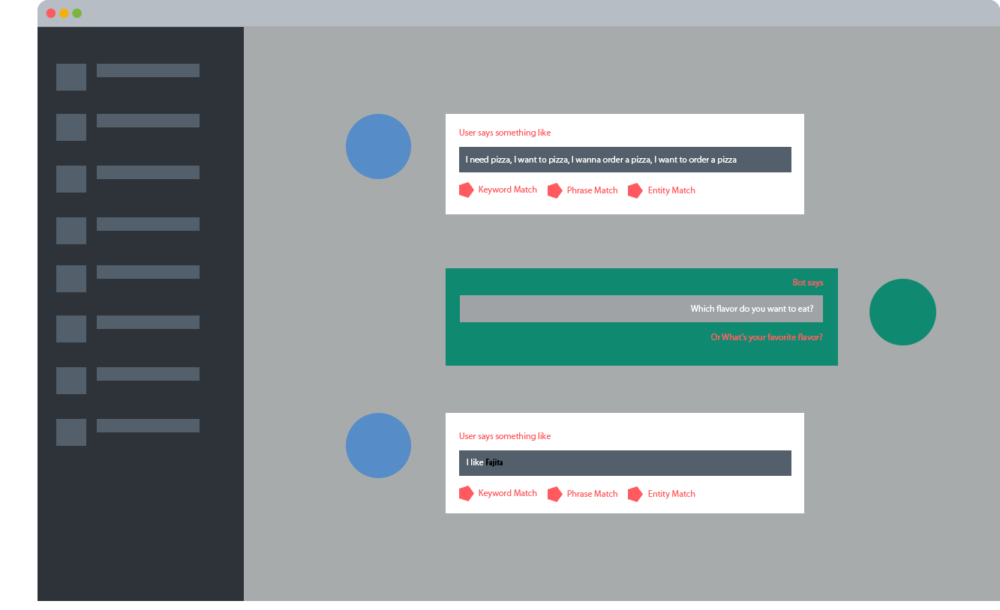 User says something like
I need pizza, I want to pizza, I wanna order a pizza, I want to order a pizza
Keyword Match Phrase Match Entity Match
Bot says
Which flavor do you want to eat?
Or What's your favorite flavor?
User says something like
I like Fajita
Keyword Match Phrase Match Entity Match